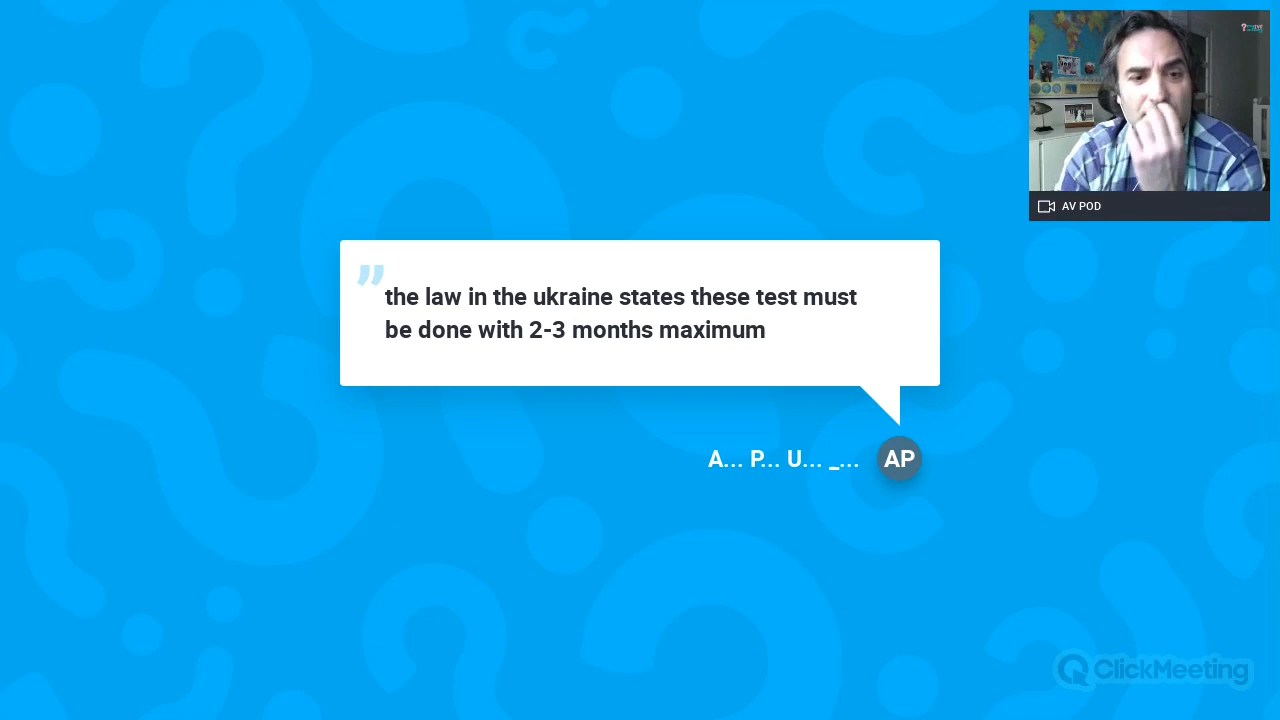 AV POD
the law in the ukraine states these test must
be done with 2-3 months maximum
A... P... U... _...
AP
ClickMeeting